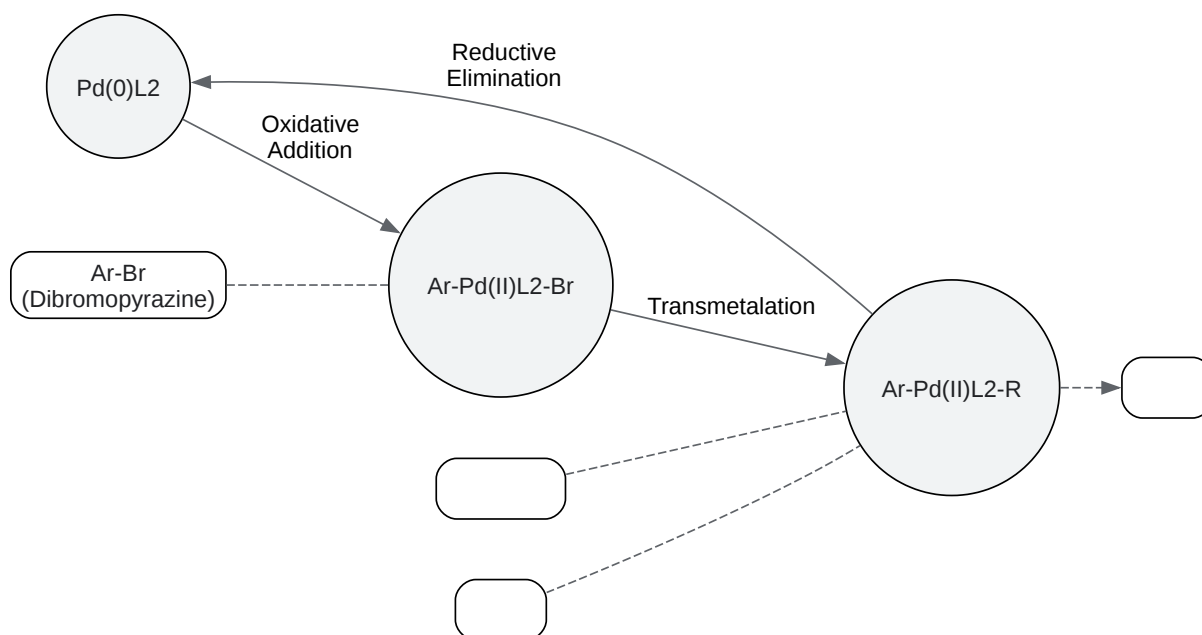 Reductive
Elimination
Pd(0)L2
Oxidative
Addition
Ar-Br
(Dibromopyrazine)
Ar-Pd(II)L2-Br
Transmetalation
Ar-Pd(II)L2-R